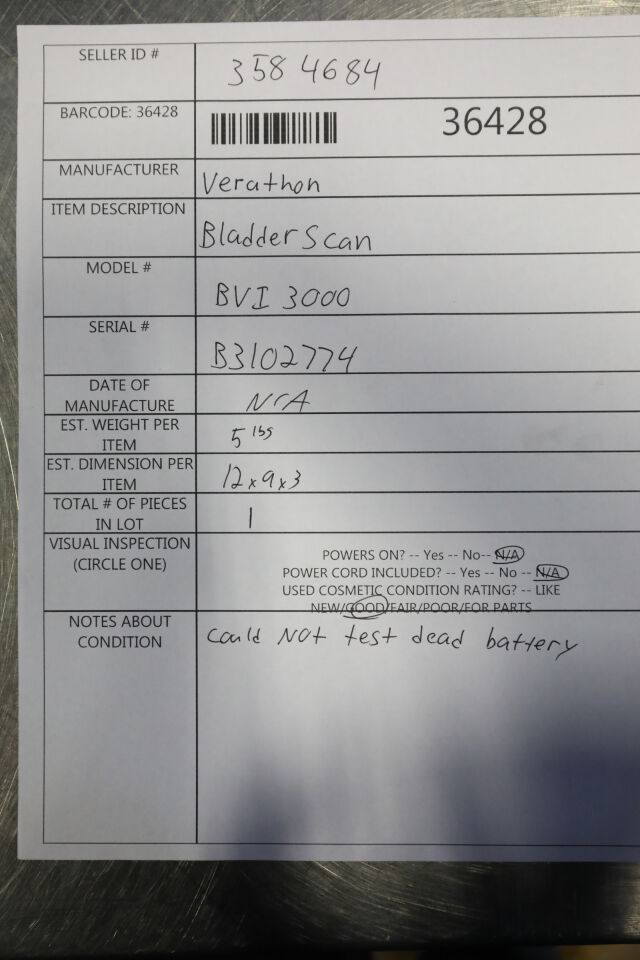 SELLER ID # 358 4684
BARCODE: 36428 36428
MANUFACTURER Verathon
ITEM DESCRIPTION BladderScan
MODEL # BVI 3000
SERIAL # B3102774
DATE OF
MANUFACTURE N/A
EST. WEIGHT PER
ITEM 5 lbs
EST. DIMENSION PER
ITEM 12x9x3
TOTAL # OF PIECES
IN LOT 1
VISUAL INSPECTION
(CIRCLE ONE)
POWERS ON? -- Yes -- No-- N/A
POWER CORD INCLUDED? -- Yes -- No -- N/A
USED COSMETIC CONDITION RATING? -- LIKE
NEW/GOOD/FAIR/POOR/FOR PARTS
NOTES ABOUT
CONDITION
could NOt test dead battery